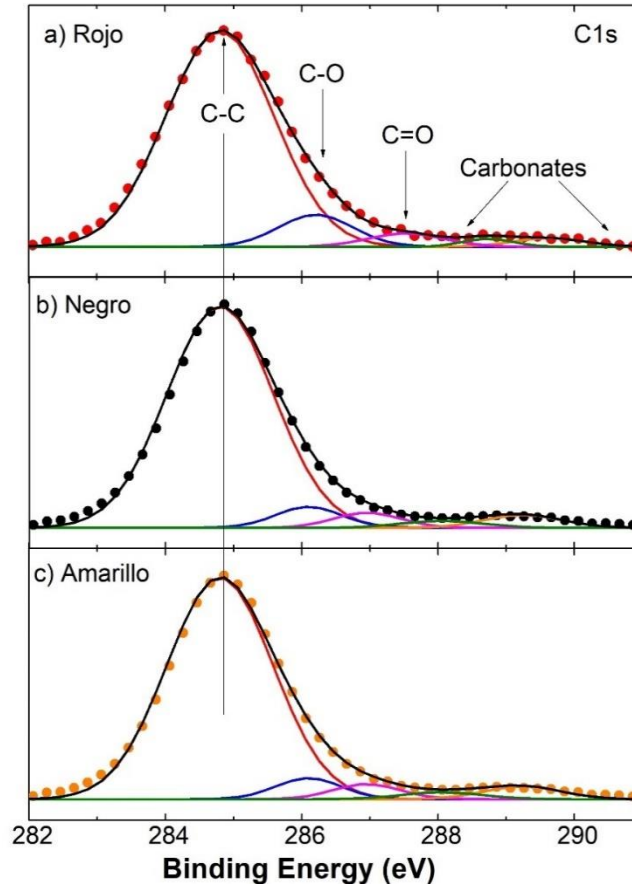 a) Rojo
C1s
C-O
C-C
C=O
Carbonates
b) Negro
c) Amarillo
282 284 286 288 290
Binding Energy (eV)